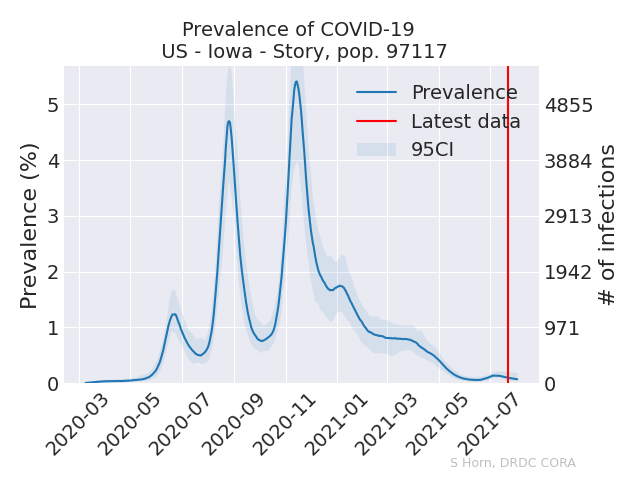 Prevalence of COVID-19
US - Iowa - Story, pop. 97117
Prevalence
Latest data
95CI
Prevalence (%)
5
4
3
2
1
0
4855
3884
2913
1942
971
0
# of infections
2020-03
2020-05
2020-07
2020-09
2020-11
2021-01
2021-03
2021-05
2021-07
S Horn, DRDC CORA